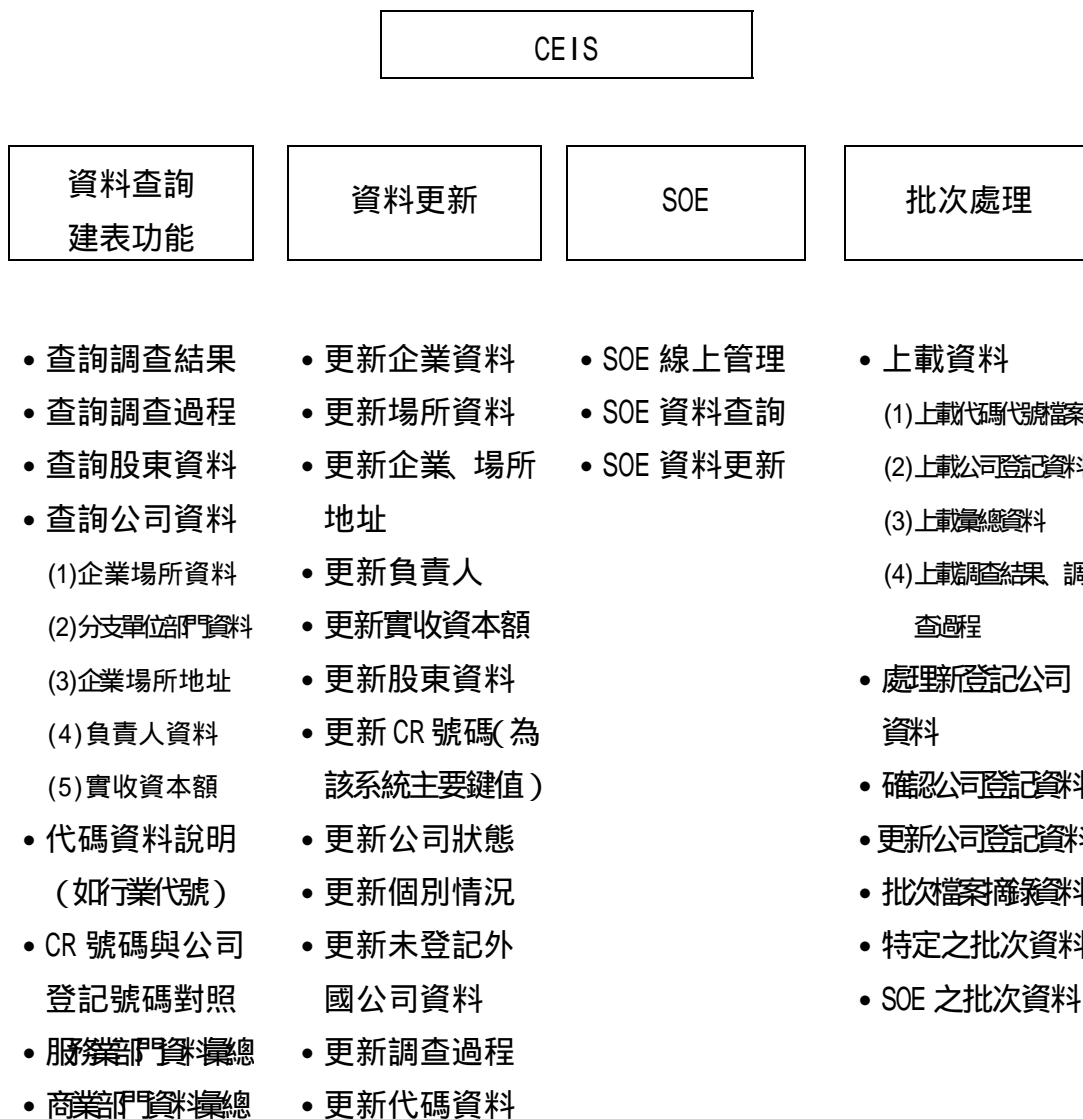 CEIS
資料查詢
建表功能
資料更新
SOE
批次處理
• 查詢調查結果
• 查詢調查過程
• 查詢股東資料
• 查詢公司資料
(1)企業場所資料
(2)分支單位部門資料
(3)企業場所地址
(4)負責人資料
(5)實收資本額
• 代碼資料說明
(如行業代號)
• CR 號碼與公司
登記號碼對照
• 服務業部門資料彙總
• 商業部門資料彙總
• 更新企業資料
• 更新場所資料
• 更新企業、場所
地址
• 更新負責人
• 更新實收資本額
• 更新股東資料
• 更新 CR 號碼(為
該系統主要鍵值)
• 更新公司狀態
• 更新個別情況
• 更新未登記外
國公司資料
• 更新調查過程
• 更新代碼資料
• SOE 線上管理
• SOE 資料查詢
• SOE 資料更新
• 上載資料
(1)上載代碼代號檔案
(2)上載公司登記資料
(3)上載彙總資料
(4)上載調查結果、調
查過程
• 處理新登記公司
資料
• 確認公司登記資料
• 更新公司登記資料
• 批次檔案摘錄資料
• 特定之批次資料
• SOE 之批次資料